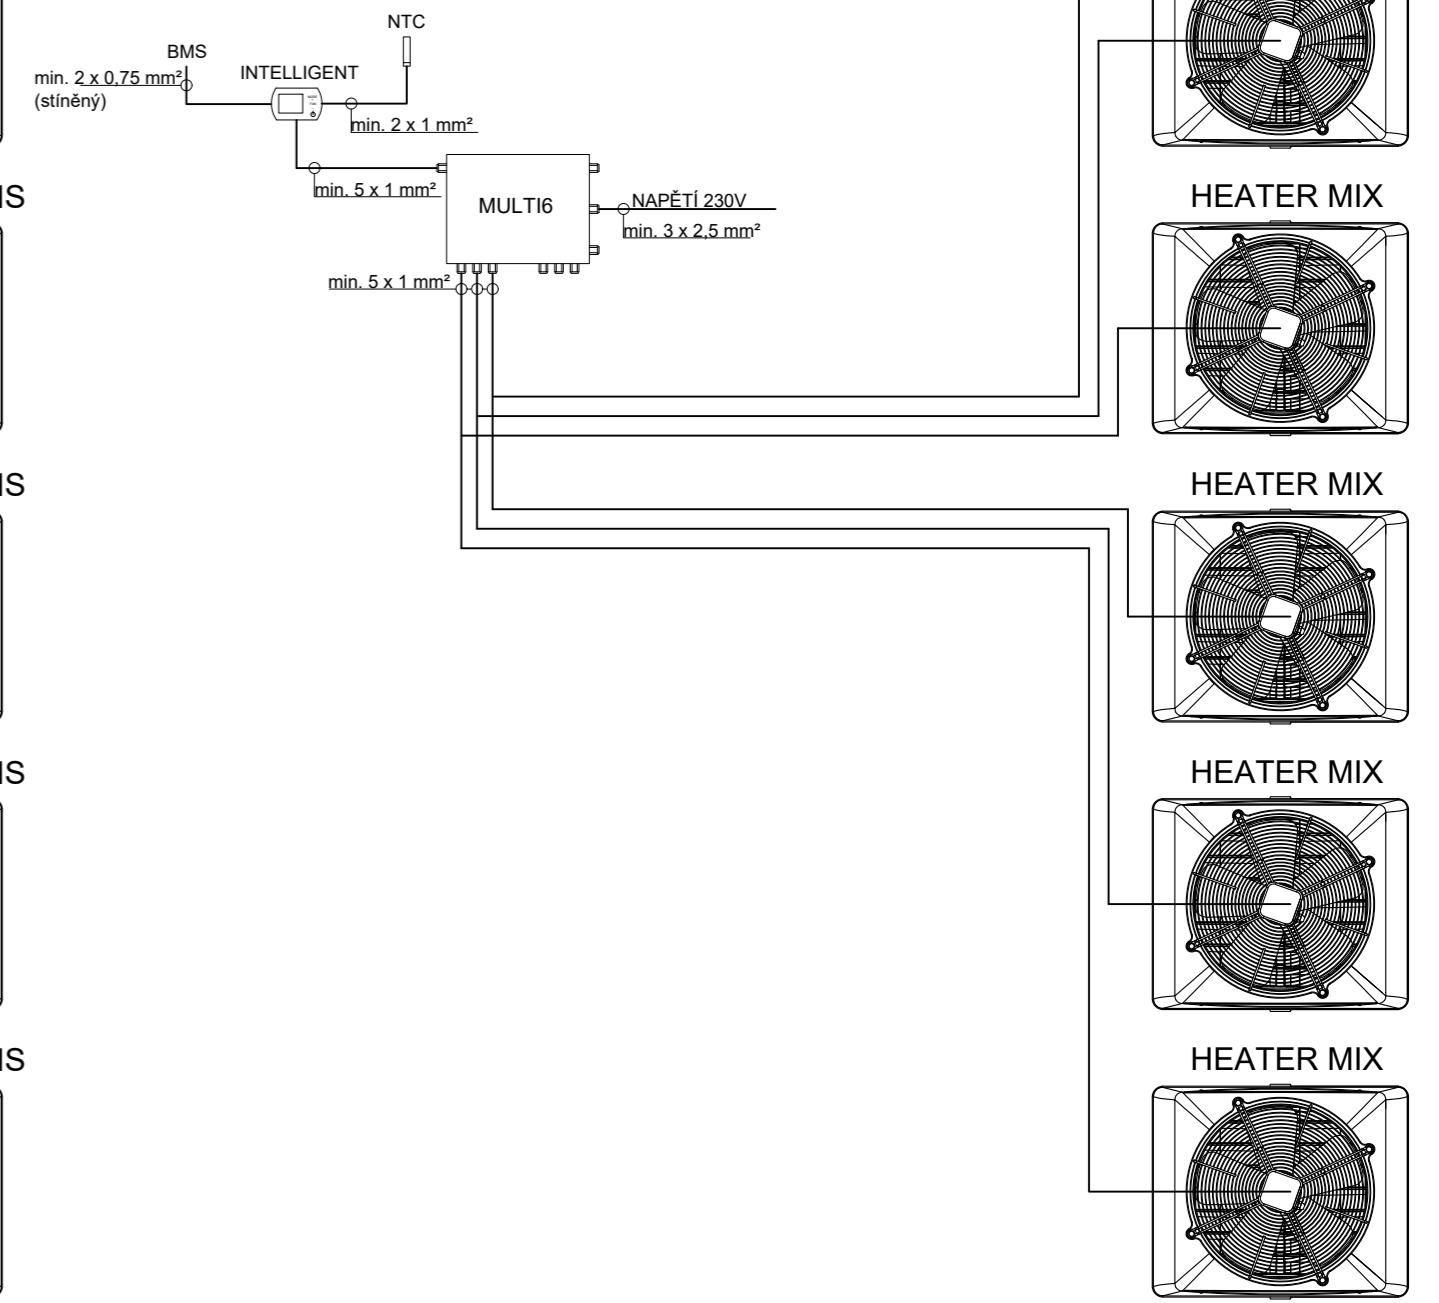 NTC
BMS
min. 2 x 0,75 mm²
(stíněný)
INTELLIGENT
min. 2 x 1 mm²
min. 5 x 1 mm²
MULTI6
NAPĚTÍ 230V
min. 3 x 2,5 mm²
min. 5 x 1 mm²
HEATER MIX
HEATER MIX
HEATER MIX
HEATER MIX